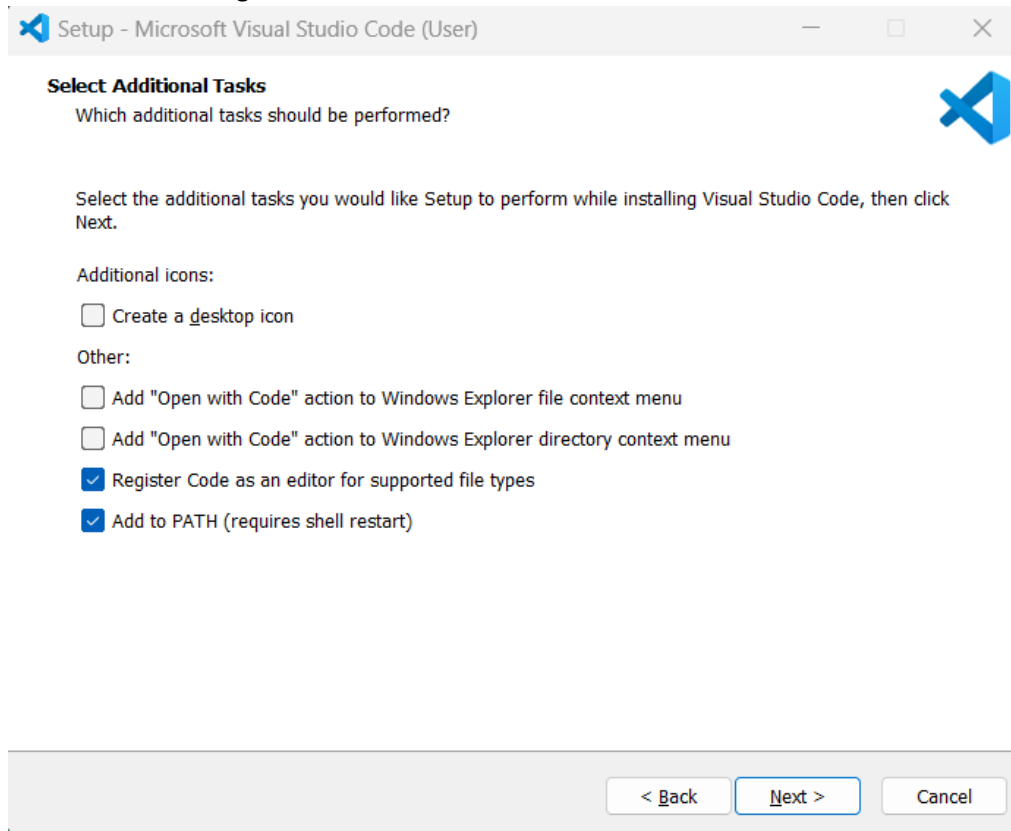 Setup - Microsoft Visual Studio Code (User)
Select Additional Tasks
Which additional tasks should be performed?
Select the additional tasks you would like Setup to perform while installing Visual Studio Code, then click
Next.
Additional icons:
Create a desktop icon
Other:
Add "Open with Code" action to Windows Explorer file context menu
Add "Open with Code" action to Windows Explorer directory context menu
Register Code as an editor for supported file types
Add to PATH (requires shell restart)
< Back Next > Cancel